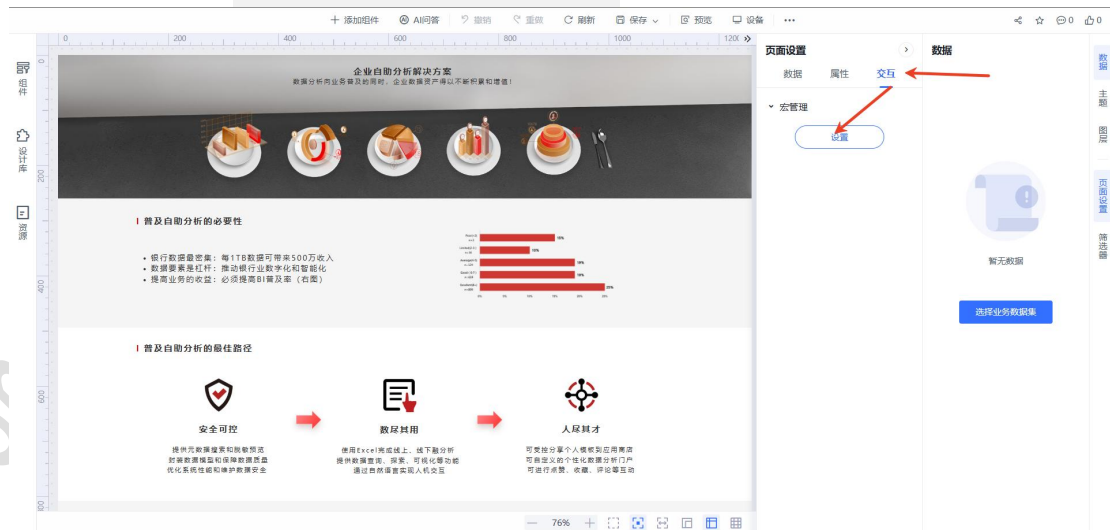 添加组件 AI问答 撤销 重做 刷新 保存 预览 设备 ••• 0 0
0 200 400 600 800 1000 120(
组件
设计库
资源
200
400
600
800
企业自助分析解决方案
数据分析向业务普及的同时，企业数据资产得以不断积累和增值！
普及自助分析的必要性
• 银行数据最密集：每1TB数据可带来500万收入
• 数据要素是杠杆：推动银行业数字化和智能化
• 提高业务的收益：必须提高BI普及率（右图）
普及自助分析的最佳路径
安全可控
提供元数据搜索和脱敏预览
封装数据模型和保障数据质量
优化系统性能和维护数据安全
数尽其用
使用Excel完成线上、线下融分析
提供数据查询、探索、可视化等功能
通过自然语言实现人机交互
人尽其才
可受控分享个人模板到应用商店
可自定义的个性化数据分析门户
可进行点赞、收藏、评论等互动
76%
页面设置
数据 属性 交互
宏管理
设置
数据
暂无数据
选择业务数据集
数据
主题
图层
页面设置
筛选器